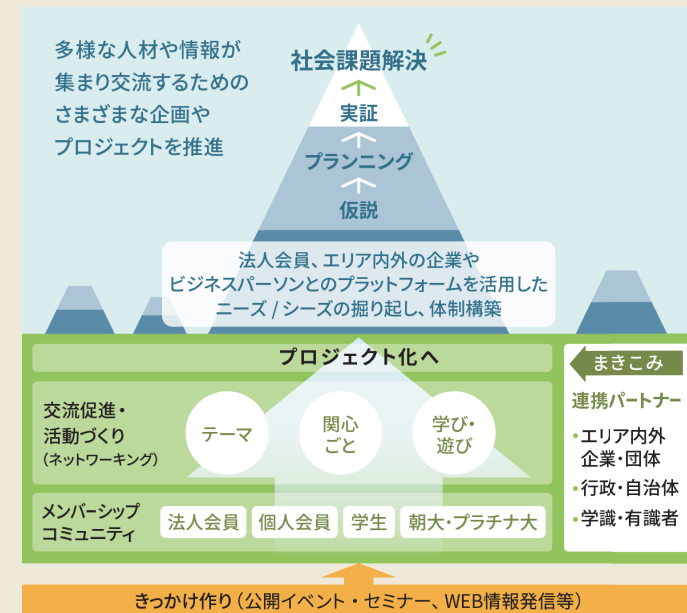 多様な人材や情報が
集まり交流するための
さまざまな企画や
プロジェクトを推進
社会課題解決
実証
プランニング
仮説
法人会員、エリア内外の企業や
ビジネスパーソンとのプラットフォームを活用した
ニーズ / シーズの掘り起し、体制構築
プロジェクト化へ
まきこみ
連携パートナー
・エリア内外
企業・団体
・行政・自治体
・学識・有識者
交流促進・
活動づくり
(ネットワーキング)
テーマ
関心
ごと
学び・
遊び
メンバーシップ
コミュニティ
法人会員
個人会員
学生
朝大・プラチナ大
きっかけ作り(公開イベント・セミナー、WEB情報発信等)